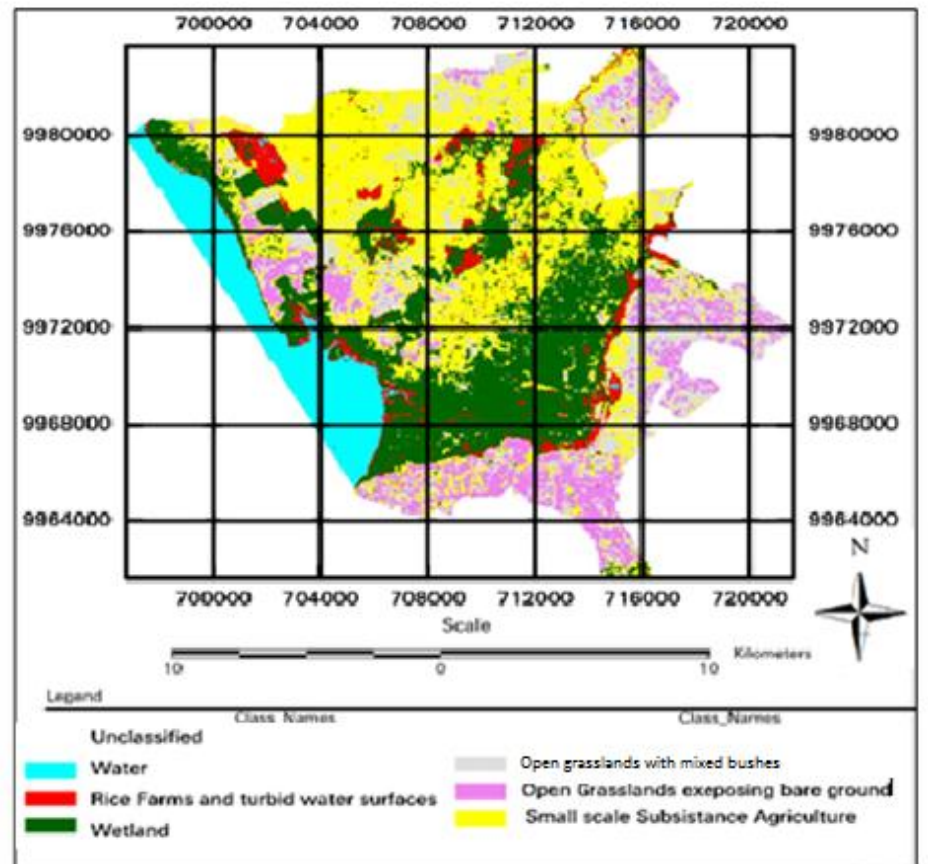 700000 704000 708000 712000 716000 720000
9980000 9980000
9976000 9976000
9972000 9972000
9968000 9968000
9964000 9964000
N
700000 704000 708000 712000 716000 720000
Scale
Kilometers
10 0 10
Legend
Class Names Class_Names
Unclassified
Water
Rice Farms and turbid water surfaces
Wetland
Open grasslands with mixed bushes
Open Grasslands exeposing bare ground
Small scale Subsistance Agriculture